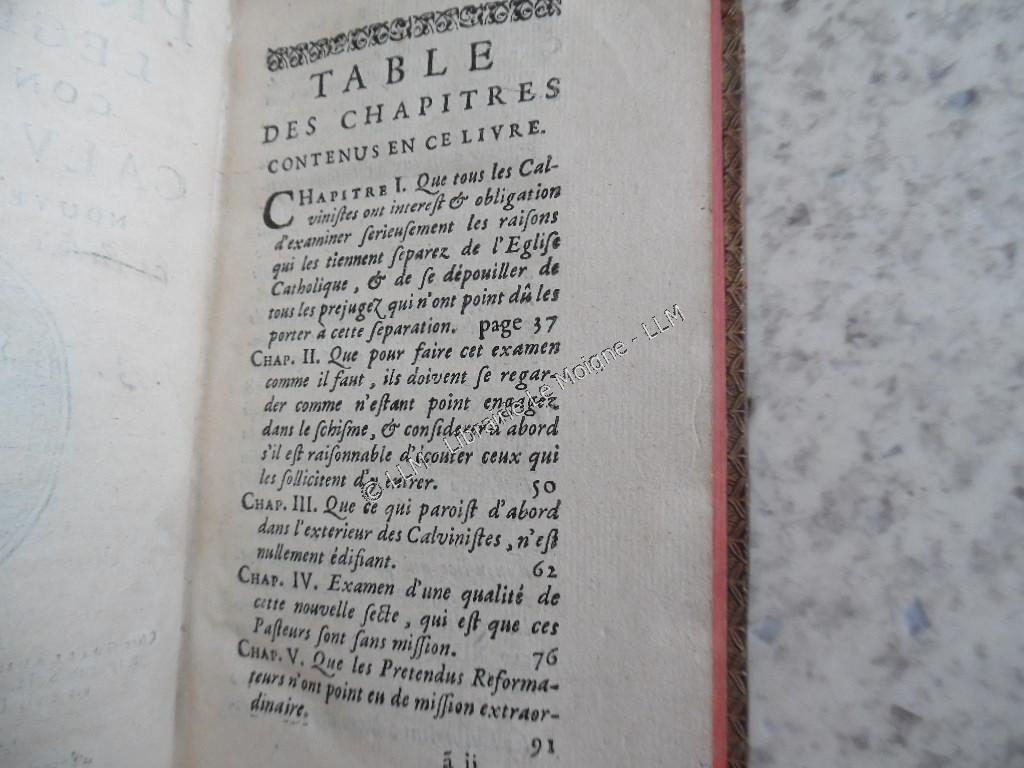 TABLE
DES CHAPITRES
CONTENUS EN CE LIVRE.
CHAPITRE I. Que tous les Cal-
viniſtes ont intereſt & obligation
d'examiner ſerieuſement les raiſons
qui les tiennent ſeparez de l'Egliſe
Catholique, & de ſe dépouiller de
tous les prejugez qui n'ont point dû les
porter à cette ſéparation. page 37
CHAP. II. Que pour faire cet examen
comme il faut, ils doivent ſe regar-
der comme n'eſtant point engagez
dans le ſchiſme, & conſiderer d'abord
s'il eſt raiſonnable d'écouter ceux qui
les ſollicitent d'y entrer. 50
CHAP. III. Que ce qui paroiſt d'abord
dans l'exterieur des Calviniſtes, n'eſt
nullement édifiant. 62
CHAP. IV. Examen d'une qualité de
cette nouvelle ſecte, qui eſt que ces
Paſteurs ſont ſans miſſion. 76
CHAP. V. Que les Pretendus Reforma-
teurs n'ont point eu de miſſion extraor-
dinaire. 91
ã ij
© LLM - Librairie Le Moigne - LLM